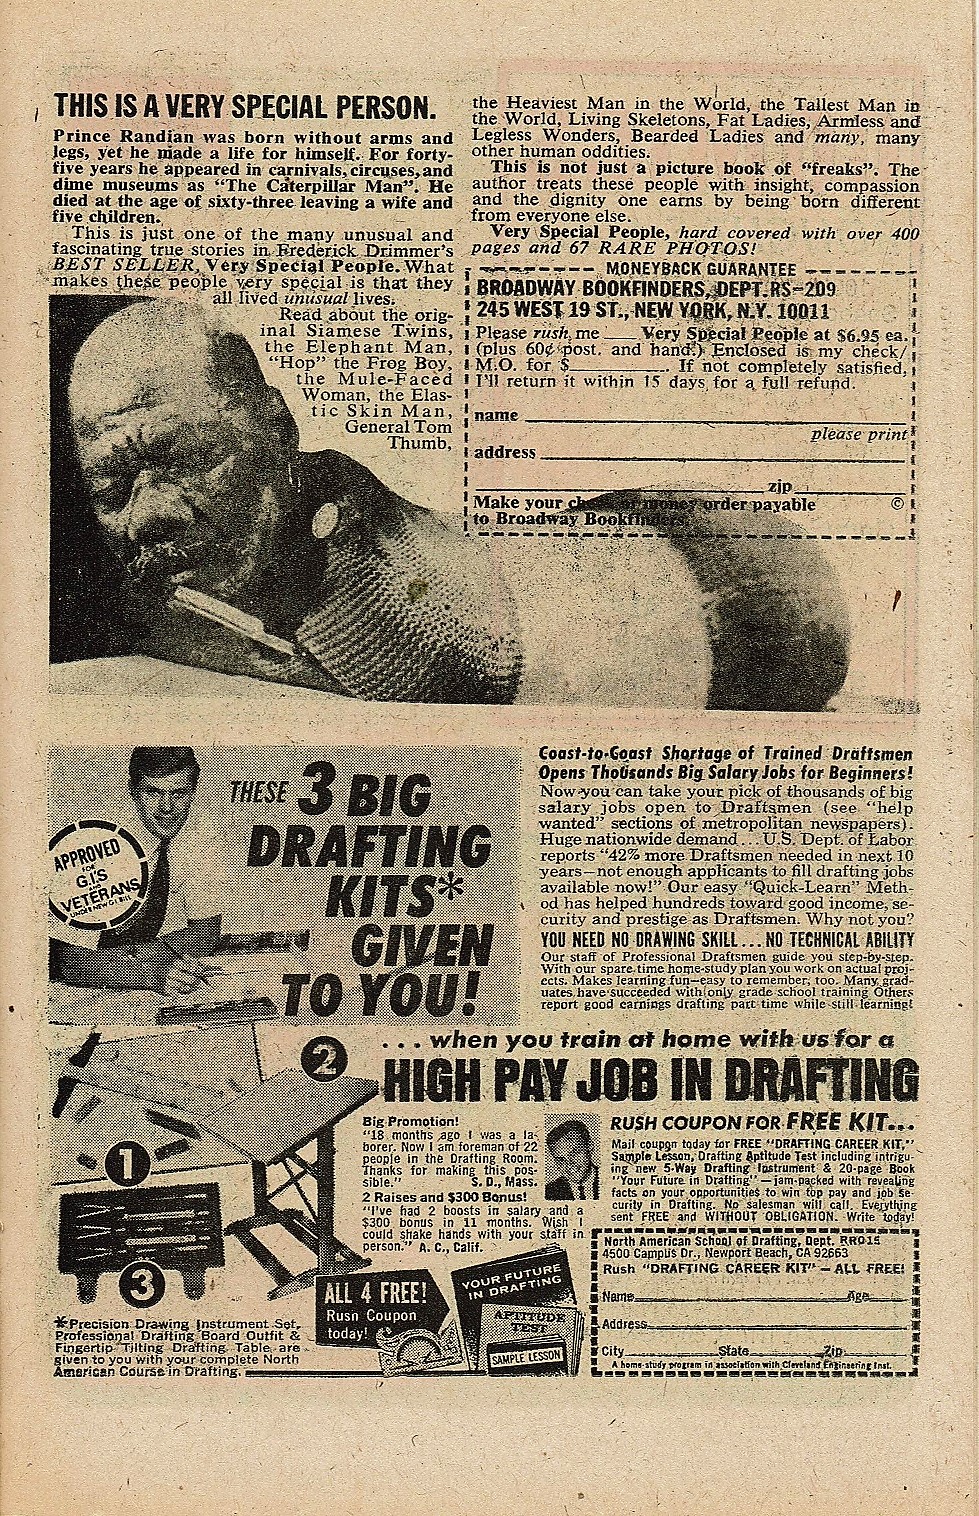 THIS IS A VERY SPECIAL PERSON.
Prince Randian was born without arms and
legs, yet he made a life for himself. For forty-
five years he appeared in carnivals, circuses, and
dime museums as "The Caterpillar Man". He
died at the age of sixty-three leaving a wife and
five children.
This is just one of the many unusual and
fascinating true stories in Frederick Drimmer's
BEST SELLER, Very Special People. What
makes these people very special is that they
all lived unusual lives.
Read about the orig-
inal Siamese Twins,
the Elephant Man,
"Hop" the Frog Boy,
the Mule-Faced
Woman, the Elas-
tic Skin Man,
General Tom
Thumb,
the Heaviest Man in the World, the Tallest Man in
the World, Living Skeletons, Fat Ladies, Armless and
Legless Wonders, Bearded Ladies and many, many
other human oddities.
This is not just a picture book of "freaks". The
author treats these people with insight, compassion
and the dignity one earns by being born different
from everyone else.
Very Special People, hard covered with over 400
pages and 67 RARE PHOTOS!
MONEYBACK GUARANTEE
BROADWAY BOOKFINDERS, DEPT. RS-209
245 WEST 19 ST., NEW YORK, N.Y. 10011
Please rush me ____ Very Special People at $6.95 ea.
(plus 60¢ post. and hand.) Enclosed is my check/
M.O. for $__________. If not completely satisfied,
I'll return it within 15 days for a full refund.
name
please print
address
zip
Make your check or money order payable ©
to Broadway Bookfinders.
THESE 3 BIG
DRAFTING
KITS*
GIVEN
TO YOU!
APPROVED
FOR
G.I.'S
AND
VETERANS
UNDER NEW G.I. BILL
Coast-to-Coast Shortage of Trained Draftsmen
Opens Thousands Big Salary Jobs for Beginners!
Now you can take your pick of thousands of big
salary jobs open to Draftsmen (see "help
wanted" sections of metropolitan newspapers).
Huge nationwide demand...U.S. Dept. of Labor
reports "42% more Draftsmen needed in next 10
years—not enough applicants to fill drafting jobs
available now!" Our easy "Quick-Learn" Meth-
od has helped hundreds toward good income, se-
curity and prestige as Draftsmen. Why not you?
YOU NEED NO DRAWING SKILL...NO TECHNICAL ABILITY
Our staff of Professional Draftsmen guide you step-by-step.
With our spare time home-study plan you work on actual proj-
ects. Makes learning fun—easy to remember, too. Many grad-
uates have succeeded with only grade school training Others
report good earnings drafting part time while still learning!
... when you train at home with us for a
HIGH PAY JOB IN DRAFTING
2
1
3
Big Promotion!
"18 months ago I was a la-
borer. Now I am foreman of 22
people in the Drafting Room.
Thanks for making this pos-
sible." S. D., Mass.
2 Raises and $300 Bonus!
"I've had 2 boosts in salary and a
$300 bonus in 11 months. Wish I
could shake hands with your staff in
person." A. C., Calif.
RUSH COUPON FOR FREE KIT...
Mail coupon today for FREE "DRAFTING CAREER KIT."
Sample Lesson, Drafting Aptitude Test including intrigu-
ing new 5-Way Drafting Instrument & 20-page Book
"Your Future in Drafting"—jam-packed with revealing
facts on your opportunities to win top pay and job se-
curity in Drafting. No salesman will call. Everything
sent FREE and WITHOUT OBLIGATION. Write today!
North American School of Drafting, Dept. RR015
4500 Campus Dr., Newport Beach, CA 92663
Rush "DRAFTING CAREER KIT" — ALL FREE!
Name Age
Address
City State Zip
A home-study program in association with Cleveland Engineering Inst.
ALL 4 FREE!
Rush Coupon
today!
YOUR FUTURE
IN DRAFTING
APTITUDE
TEST
SAMPLE LESSON
*Precision Drawing Instrument Set,
Professional Drafting Board Outfit &
Fingertip Tilting Drafting Table are
given to you with your complete North
American Course in Drafting.